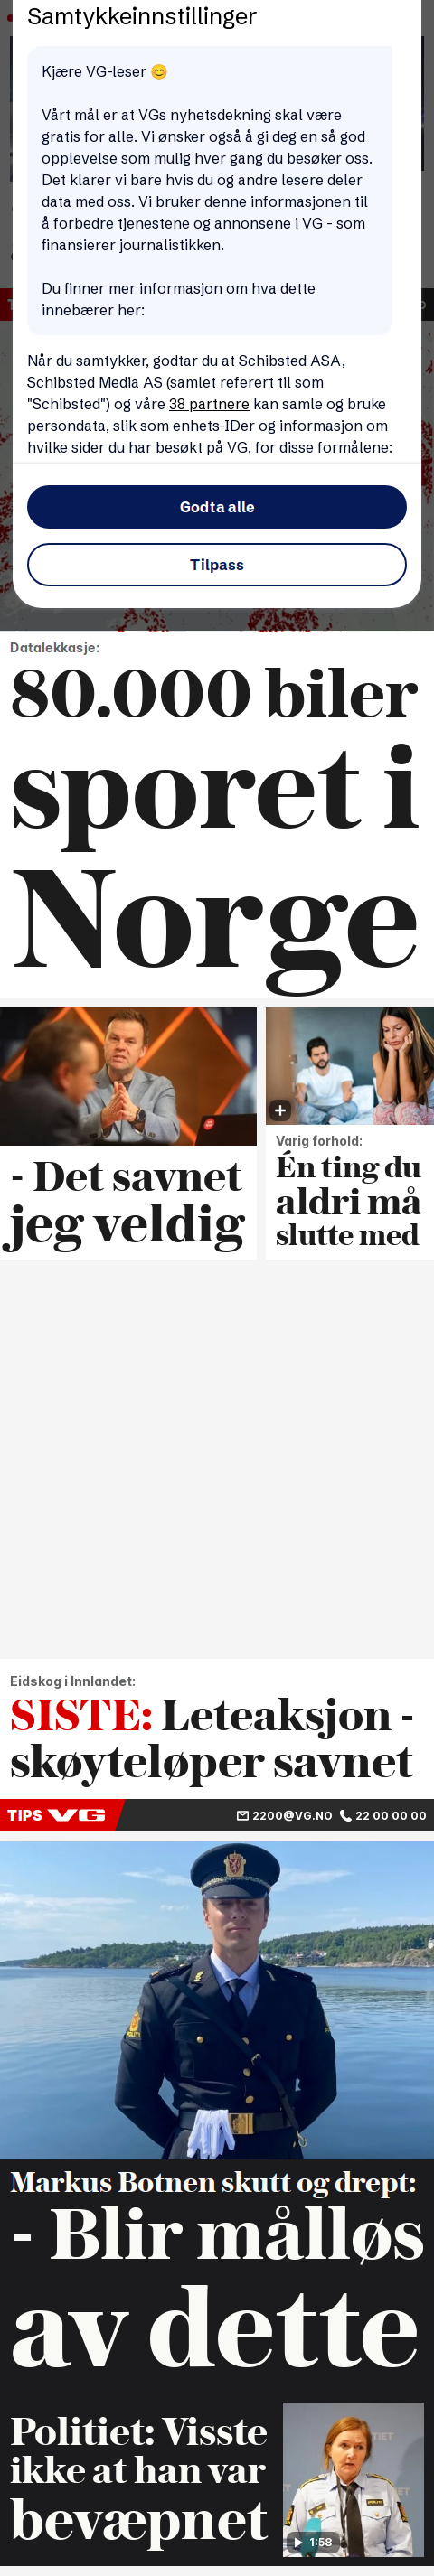 Samtykkeinnstillinger
Kjære VG-leser 😊
Vårt mål er at VGs nyhetsdekning skal være
gratis for alle. Vi ønsker også å gi deg en så god
opplevelse som mulig hver gang du besøker oss.
Det klarer vi bare hvis du og andre lesere deler
data med oss. Vi bruker denne informasjonen til
å forbedre tjenestene og annonsene i VG - som
finansierer journalistikken.
Du finner mer informasjon om hva dette
innebærer her:
Når du samtykker, godtar du at Schibsted ASA,
Schibsted Media AS (samlet referert til som
"Schibsted") og våre 38 partnere kan samle og bruke
persondata, slik som enhets-IDer og informasjon om
hvilke sider du har besøkt på VG, for disse formålene:
Godta alle
Tilpass
Datalekkasje:
80.000 biler
sporet i
Norge
- Det savnet
jeg veldig
Varig forhold:
Én ting du
aldri må
slutte med
Eidskog i Innlandet:
SISTE: Leteaksjon -
skøyteløper savnet
TIPS VG 2200@VG.NO 22 00 00 00
Markus Botnen skutt og drept:
- Blir målløs
av dette
Politiet: Visste
ikke at han var
bevæpnet
1:58